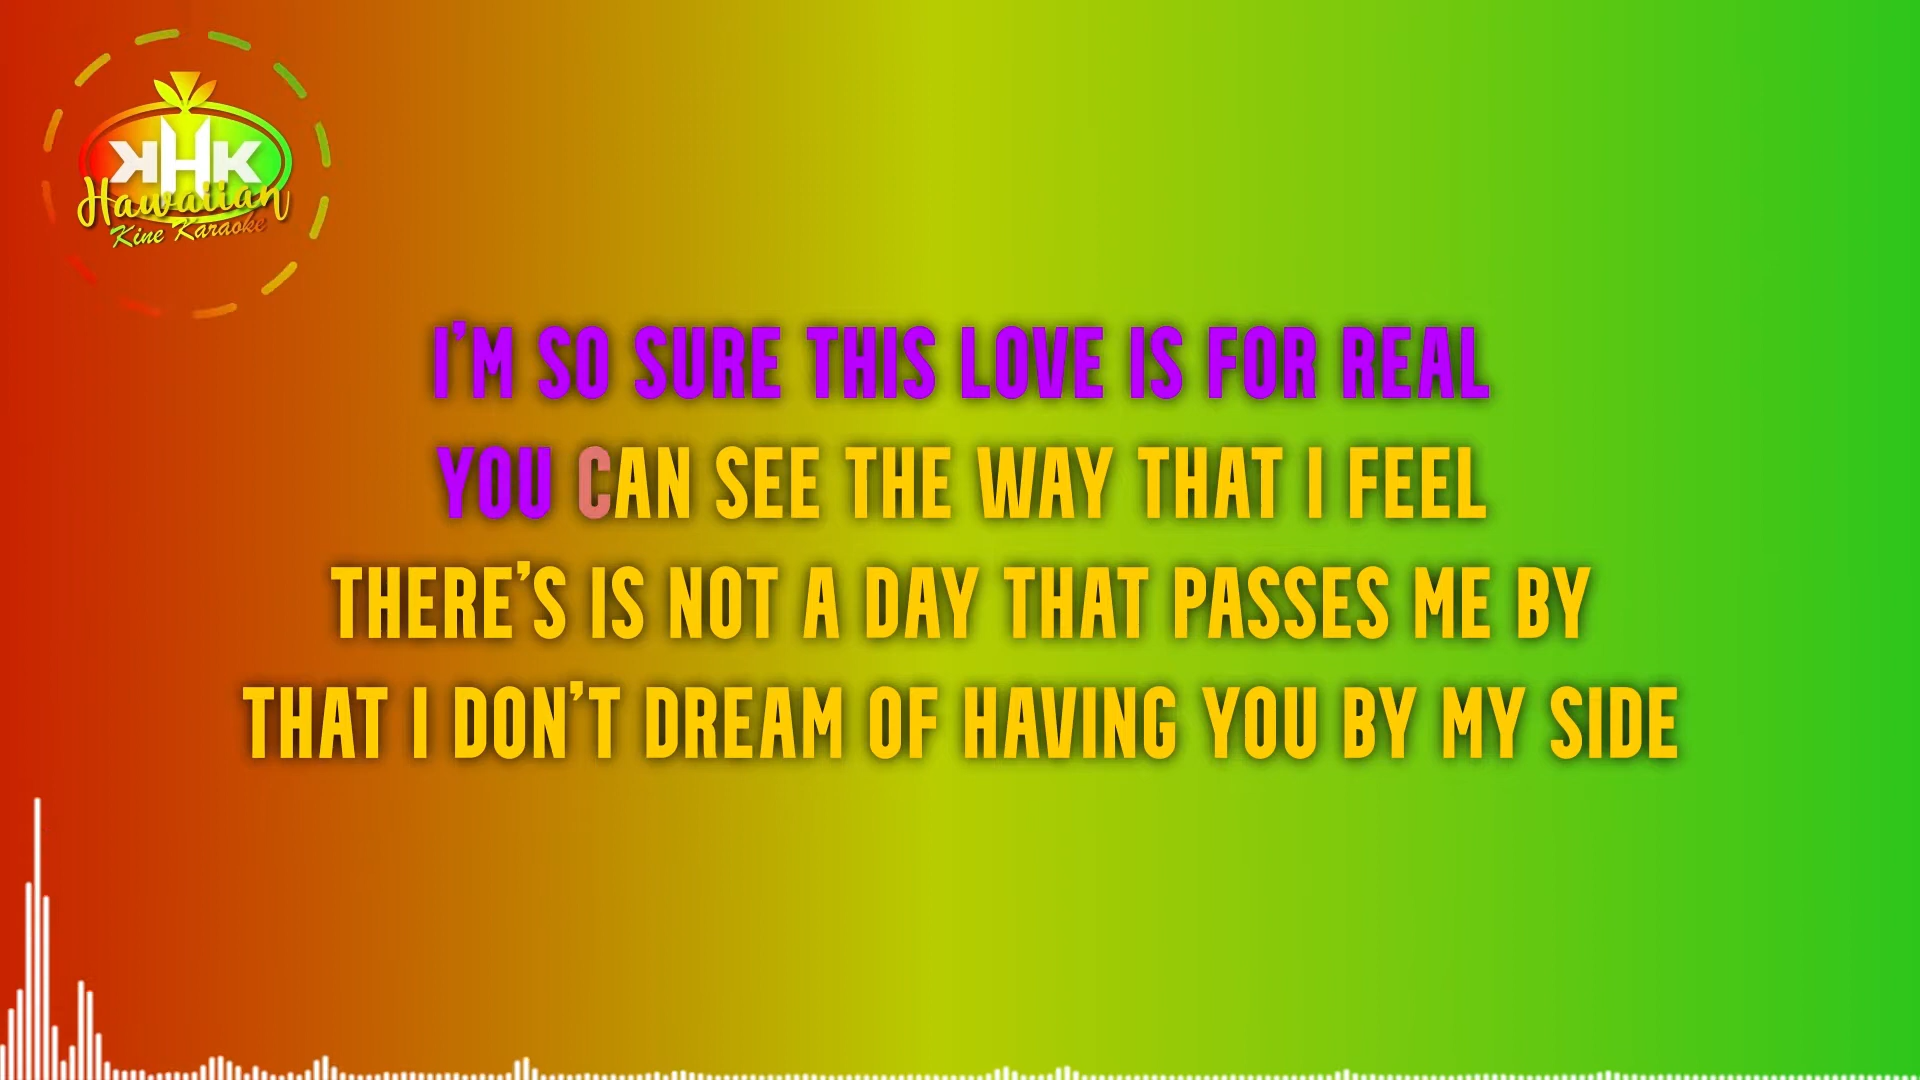 KHK
Hawaiian
Kine Karaoke
I'M SO SURE THIS LOVE IS FOR REAL
YOU CAN SEE THE WAY THAT I FEEL
THERE'S IS NOT A DAY THAT PASSES ME BY
THAT I DON'T DREAM OF HAVING YOU BY MY SIDE